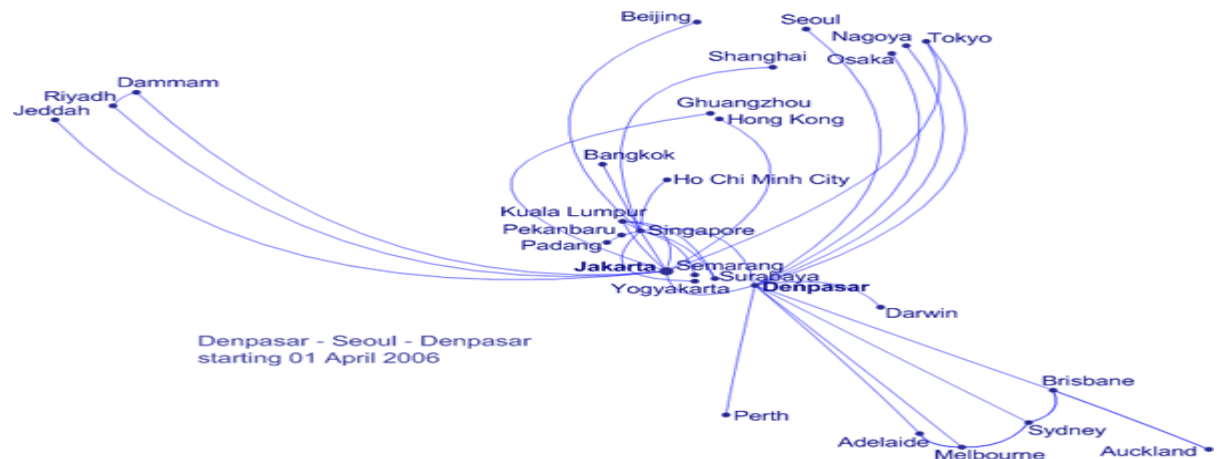 Beijing
Seoul
Nagoya
Tokyo
Osaka
Shanghai
Dammam
Riyadh
Jeddah
Ghuangzhou
Hong Kong
Bangkok
Ho Chi Minh City
Kuala Lumpur
Pekanbaru
Singapore
Padang
Jakarta
Semarang
Surabaya
Yogyakarta
Denpasar
Darwin
Denpasar - Seoul - Denpasar
starting 01 April 2006
Brisbane
Perth
Sydney
Adelaide
Melbourne
Auckland